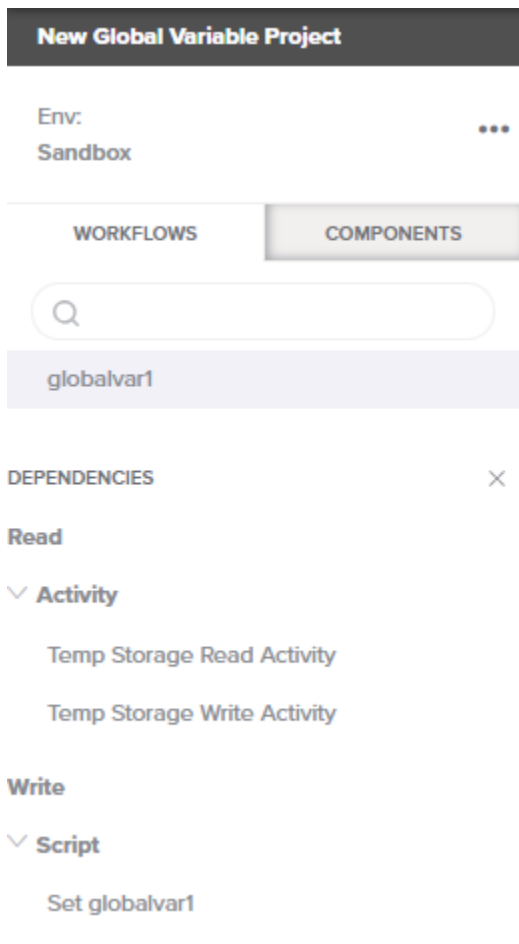 New Global Variable Project
Env:
Sandbox
WORKFLOWS
COMPONENTS
globalvar1
DEPENDENCIES
Read
Activity
Temp Storage Read Activity
Temp Storage Write Activity
Write
Script
Set globalvar1